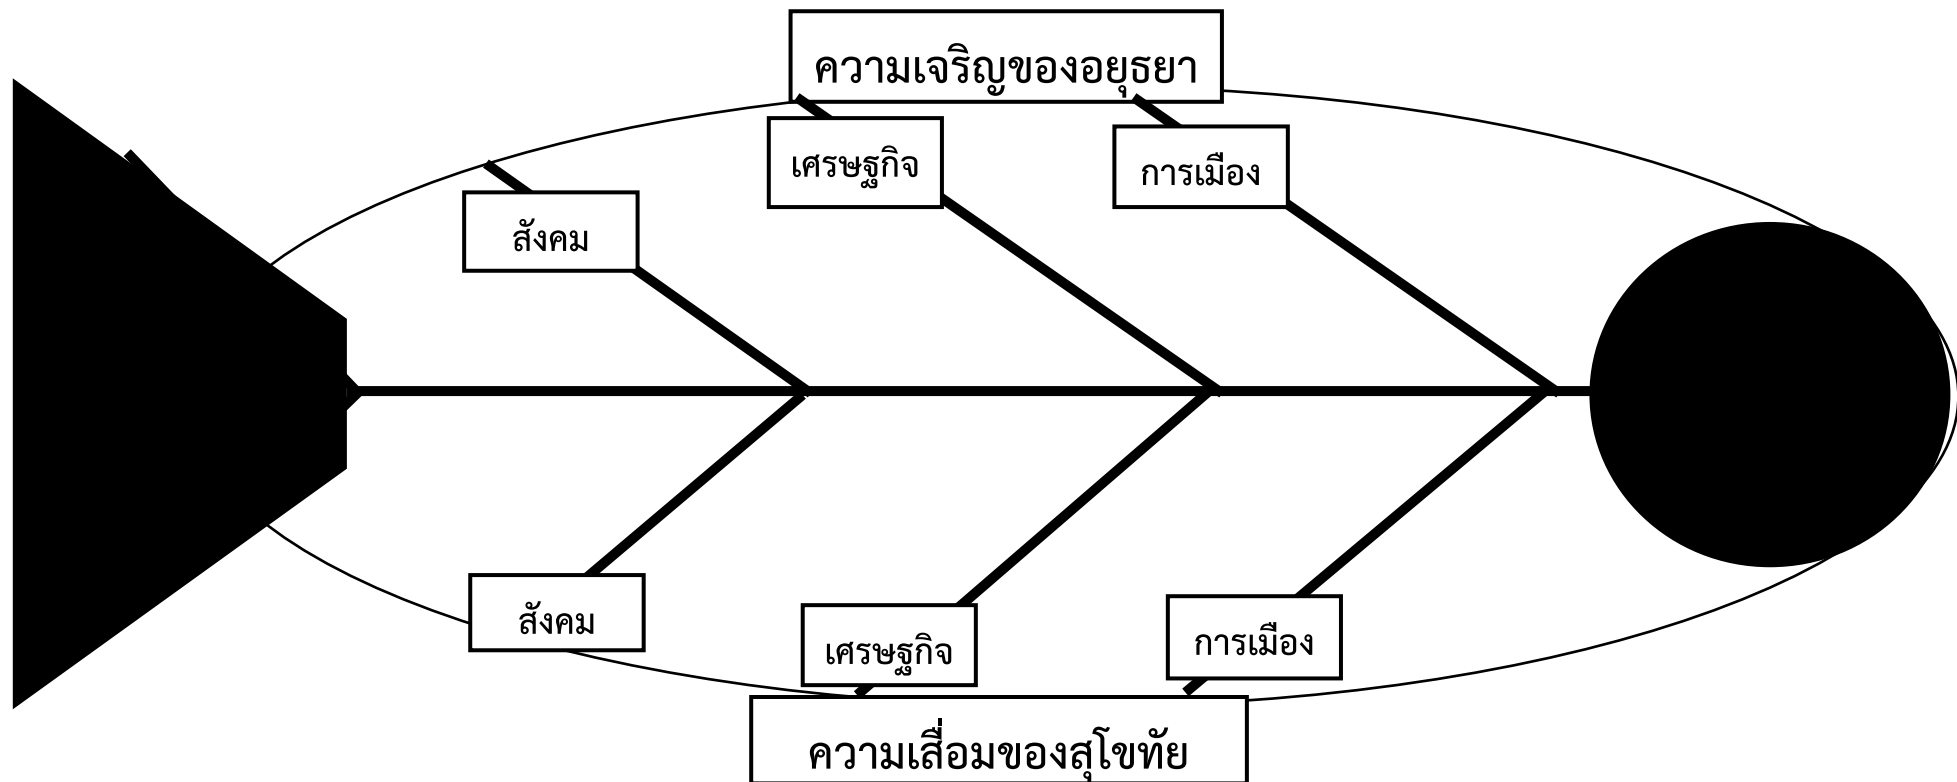 ความเจริญของอยุธยา
เศรษฐกิจ
การเมือง
สังคม
สังคม
เศรษฐกิจ
การเมือง
ความเสื่อมของสุโขทัย